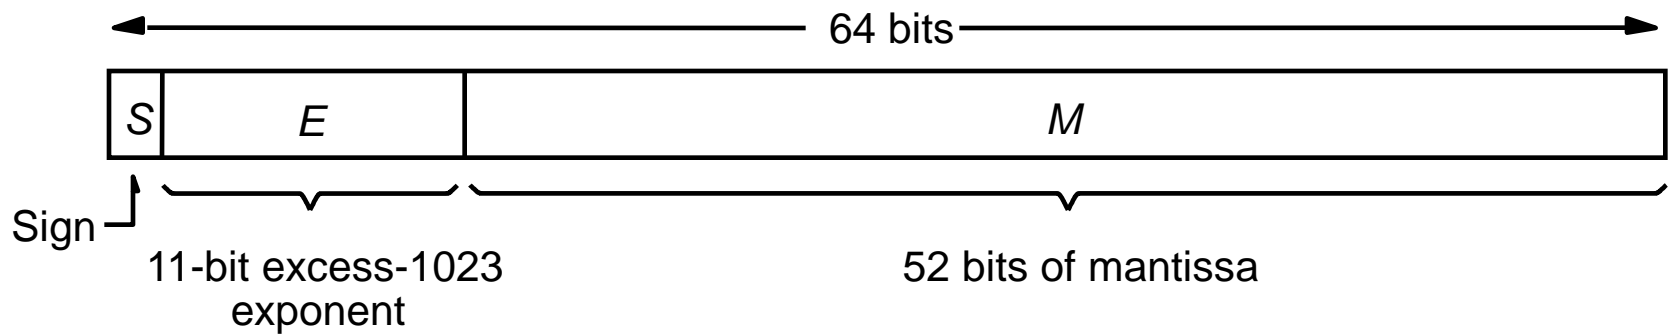 64 bits
S
E
M
Sign
11-bit excess-1023
exponent
52 bits of mantissa